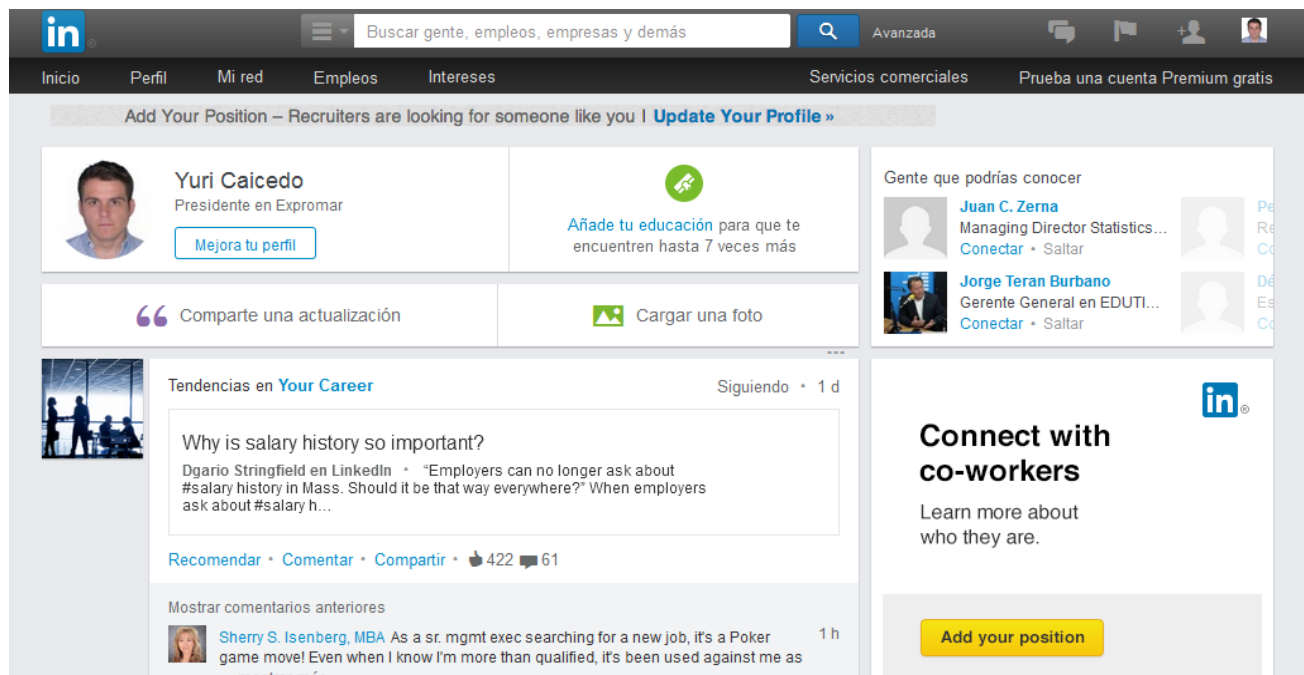 in®
Buscar gente, empleos, empresas y demás
Avanzada
Inicio Perfil Mi red Empleos Intereses Servicios comerciales Prueba una cuenta Premium gratis
Add Your Position – Recruiters are looking for someone like you | Update Your Profile »
Yuri Caicedo
Presidente en Expromar
Mejora tu perfil
Añade tu educación para que te
encuentren hasta 7 veces más
Gente que podrías conocer
Juan C. Zerna
Managing Director Statistics...
Conectar • Saltar
Jorge Teran Burbano
Gerente General en EDUTI...
Conectar • Saltar
Comparte una actualización
Cargar una foto
Tendencias en Your Career
Siguiendo • 1 d
Why is salary history so important?
Dgario Stringfield en LinkedIn • “Employers can no longer ask about
#salary history in Mass. Should it be that way everywhere?” When employers
ask about #salary h...
Recomendar • Comentar • Compartir • 422 61
Mostrar comentarios anteriores
Sherry S. Isenberg, MBA As a sr. mgmt exec searching for a new job, it's a Poker
1 h
game move! Even when I know I'm more than qualified, it's been used against me as
in®
Connect with
co-workers
Learn more about
who they are.
Add your position